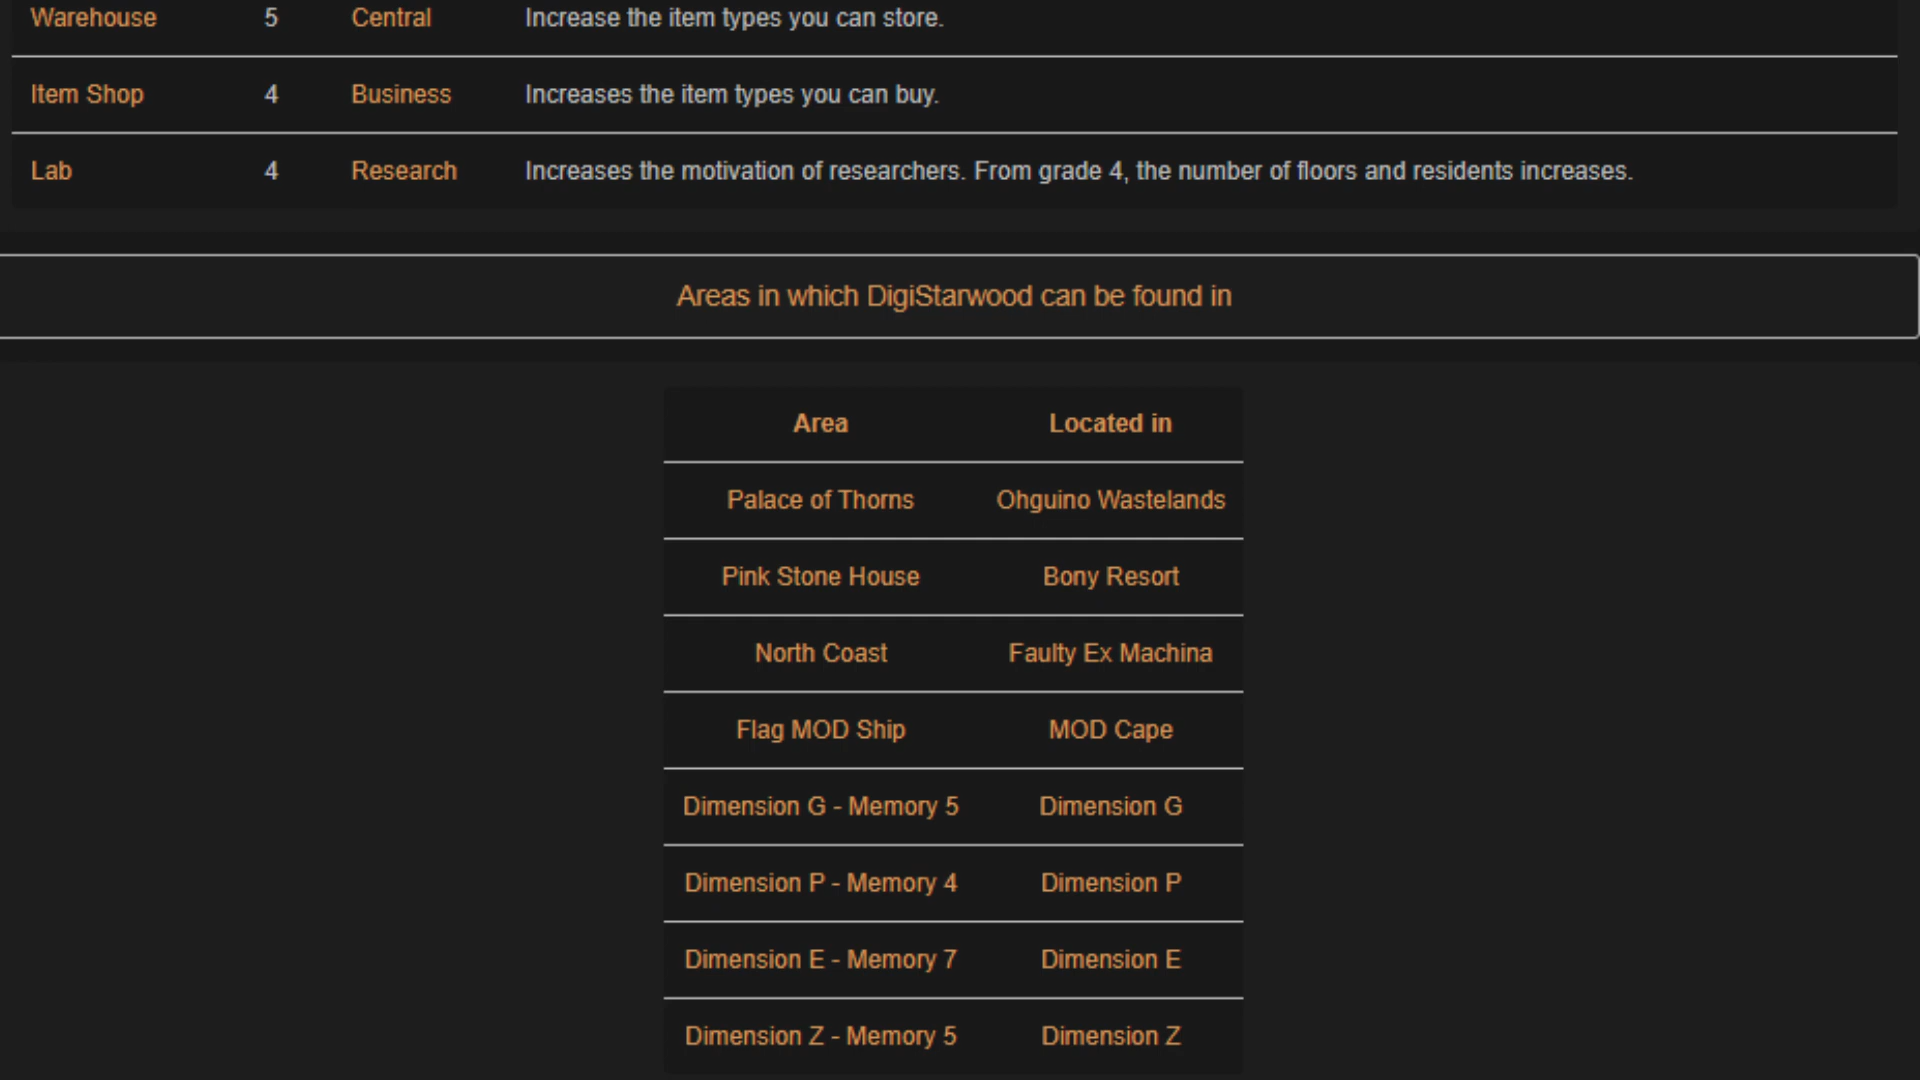 Warehouse 5 Central Increase the item types you can store.
Item Shop 4 Business Increases the item types you can buy.
Lab 4 Research Increases the motivation of researchers. From grade 4, the number of floors and residents increases.
Areas in which DigiStarwood can be found in
Area Located in
Palace of Thorns Ohguino Wastelands
Pink Stone House Bony Resort
North Coast Faulty Ex Machina
Flag MOD Ship MOD Cape
Dimension G - Memory 5 Dimension G
Dimension P - Memory 4 Dimension P
Dimension E - Memory 7 Dimension E
Dimension Z - Memory 5 Dimension Z